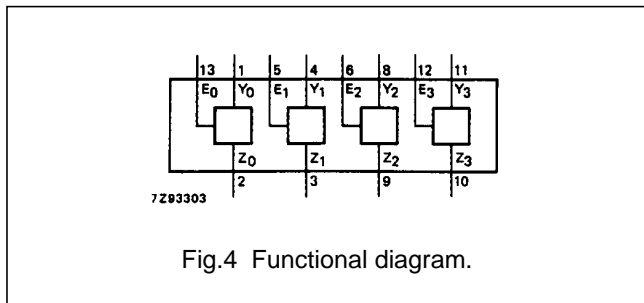 13 1 5 4 6 8 12 11
E0 Y0 E1 Y1 E2 Y2 E3 Y3
Z0 Z1 Z2 Z3
7Z93303
2 3 9 10
Fig.4 Functional diagram.